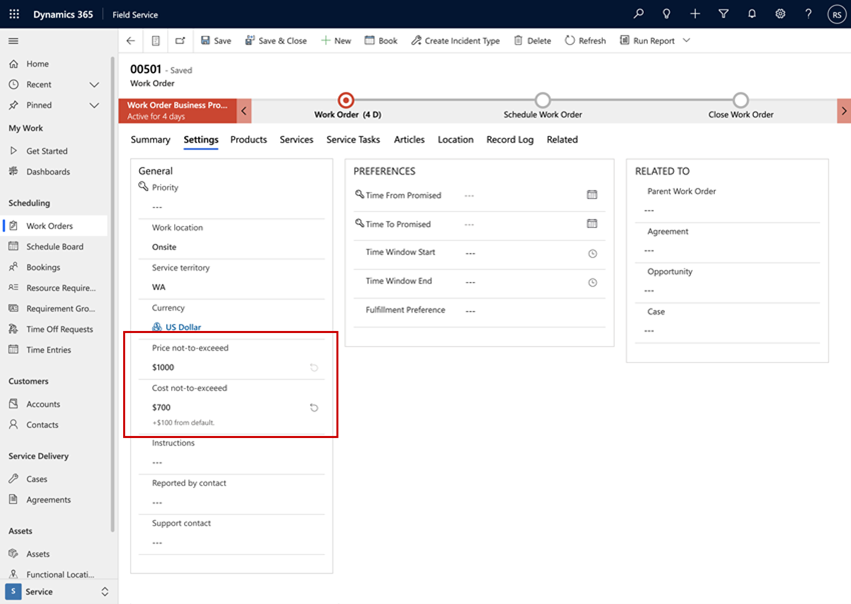 Dynamics 365 Field Service RS
Save Save & Close New Book Create Incident Type Delete Refresh Run Report
00501 - Saved
Work Order
Work Order Business Pro...
Active for 4 days
Work Order (4 D) Schedule Work Order Close Work Order
Summary Settings Products Services Service Tasks Articles Location Record Log Related
Home
Recent
Pinned
My Work
Get Started
Dashboards
Scheduling
Work Orders
Schedule Board
Bookings
Resource Require...
Requirement Gro...
Time Off Requests
Time Entries
Customers
Accounts
Contacts
Service Delivery
Cases
Agreements
Assets
Assets
Functional Locati...
S Service
General
Priority
---
Work location
Onsite
Service territory
WA
Currency
US Dollar
Price not-to-exceeed
$1000
Cost not-to-exceeed
$700
+$100 from default.
Instructions
---
Reported by contact
---
Support contact
---
PREFERENCES
Time From Promised ---
Time To Promised ---
Time Window Start ---
Time Window End ---
Fulfillment Preference ---
RELATED TO
Parent Work Order
---
Agreement
---
Opportunity
---
Case
---